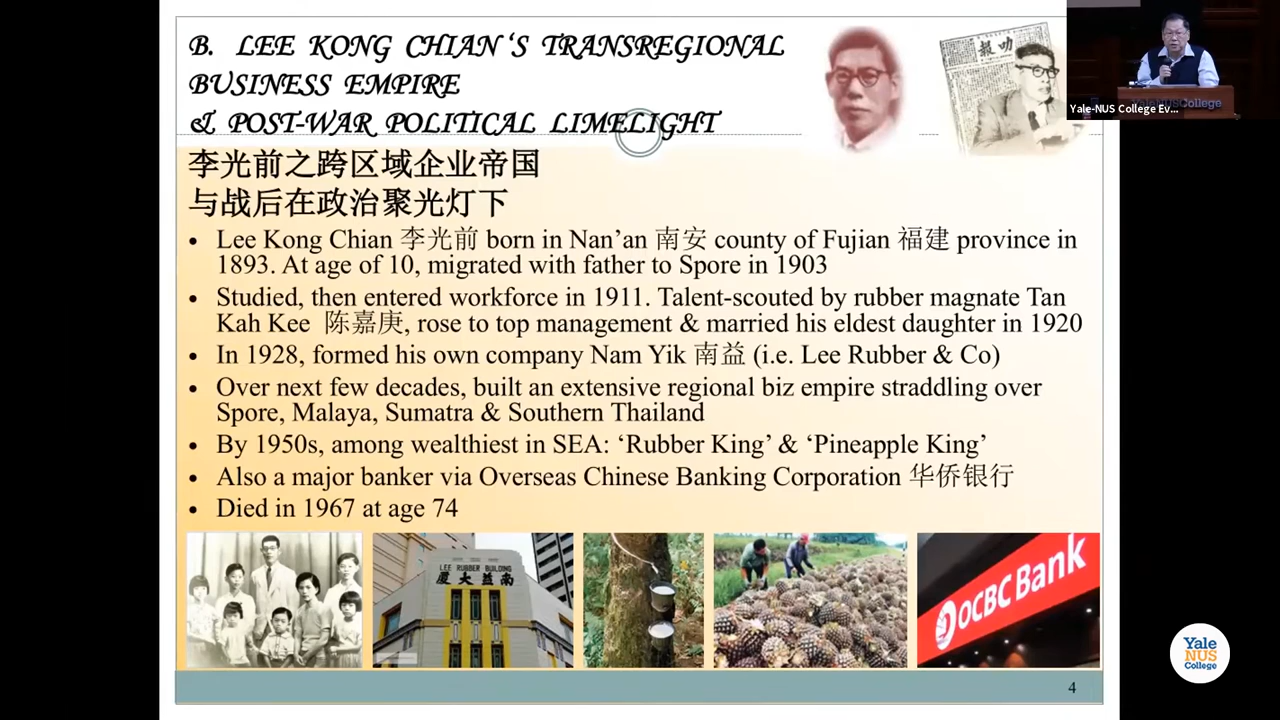 B. LEE KONG CHIAN 'S TRANSREGIONAL
BUSINESS EMPIRE
& POST-WAR POLITICAL LIMELIGHT
李光前之跨区域企业帝国
与战后在政治聚光灯下
• Lee Kong Chian 李光前 born in Nan'an 南安 county of Fujian 福建 province in
1893. At age of 10, migrated with father to Spore in 1903
• Studied, then entered workforce in 1911. Talent-scouted by rubber magnate Tan
Kah Kee 陈嘉庚, rose to top management & married his eldest daughter in 1920
• In 1928, formed his own company Nam Yik 南益 (i.e. Lee Rubber & Co)
• Over next few decades, built an extensive regional biz empire straddling over
Spore, Malaya, Sumatra & Southern Thailand
• By 1950s, among wealthiest in SEA: 'Rubber King' & 'Pineapple King'
• Also a major banker via Overseas Chinese Banking Corporation 华侨银行
• Died in 1967 at age 74
LEE RUBBER BUILDING
廈大益南
OCBC Bank
4
Yale-NUS College Ev...
Yale
NUS
College